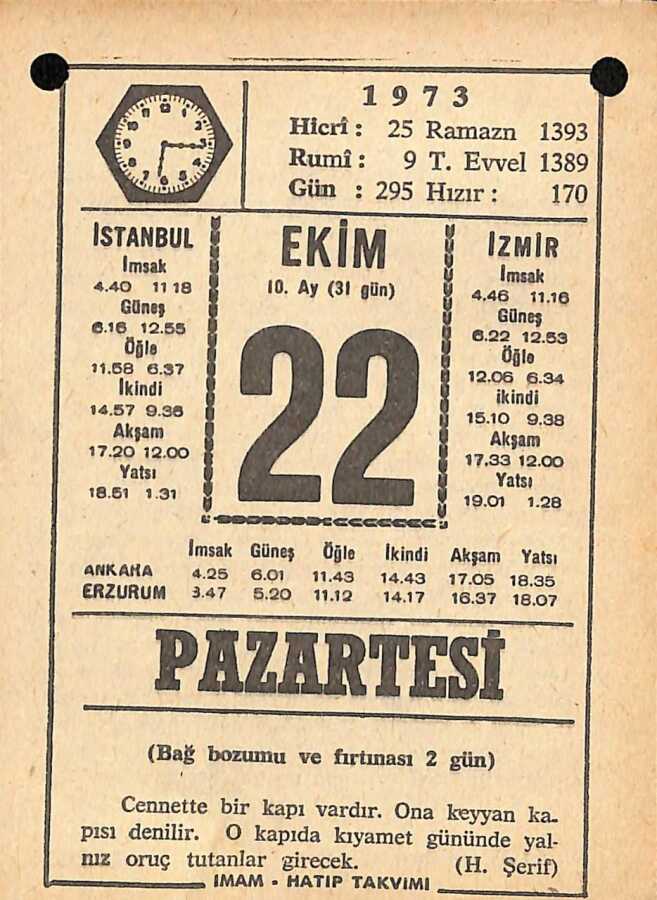 1973
Hicrî : 25 Ramazn 1393
Rumî : 9 T. Evvel 1389
Gün : 295 Hızır : 170
İSTANBUL
İmsak
4.40 11 18
Güneş
6.16 12.55
Öğle
11.58 6.37
İkindi
14.57 9.36
Akşam
17.20 12.00
Yatsı
18.51 1.31
EKİM
10. Ay (31 gün)
22
İZMİR
İmsak
4.46 11.16
Güneş
6.22 12.53
Öğle
12.06 6.34
ikindi
15.10 9.38
Akşam
17.33 12.00
Yatsı
19.01 1.28
İmsak Güneş Öğle İkindi Akşam Yatsı
ANKARA 4.25 6.01 11.43 14.43 17.05 18.35
ERZURUM 3.47 5.20 11.12 14.17 16.37 18.07
PAZARTESİ
(Bağ bozumu ve fırtınası 2 gün)
Cennette bir kapı vardır. Ona keyyan ka-
pısı denilir. O kapıda kıyamet gününde yal-
nız oruç tutanlar girecek. (H. Şerif)
İMAM - HATİP TAKVİMİ